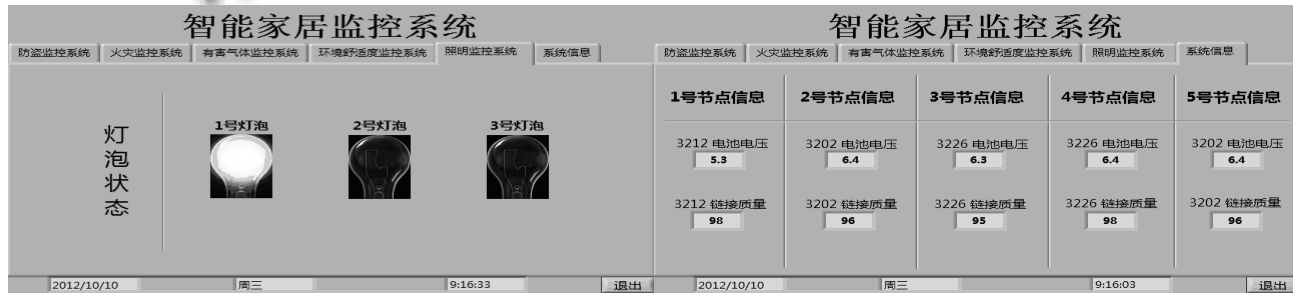 智能家居监控系统
防盗监控系统 火灾监控系统 有害气体监控系统 环境舒适度监控系统 照明监控系统 系统信息
灯泡状态
1号灯泡 2号灯泡 3号灯泡
2012/10/10 周三 9:16:33 退出
智能家居监控系统
防盗监控系统 火灾监控系统 有害气体监控系统 环境舒适度监控系统 照明监控系统 系统信息
1号节点信息 2号节点信息 3号节点信息 4号节点信息 5号节点信息
3212 电池电压 3202 电池电压 3226 电池电压 3226 电池电压 3202 电池电压
5.3 6.4 6.3 6.4 6.4
3212 链接质量 3202 链接质量 3226 链接质量 3226 链接质量 3202 链接质量
98 96 95 98 96
2012/10/10 周三 9:16:03 退出